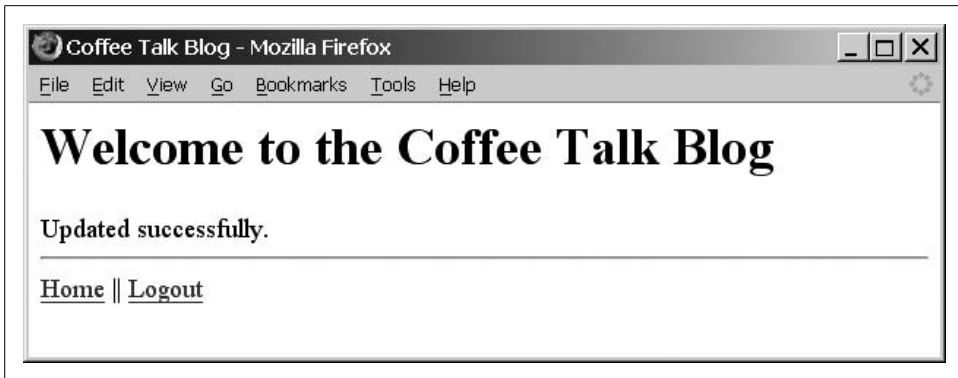 Coffee Talk Blog - Mozilla Firefox
File Edit View Go Bookmarks Tools Help
Welcome to the Coffee Talk Blog
Updated successfully.
Home || Logout